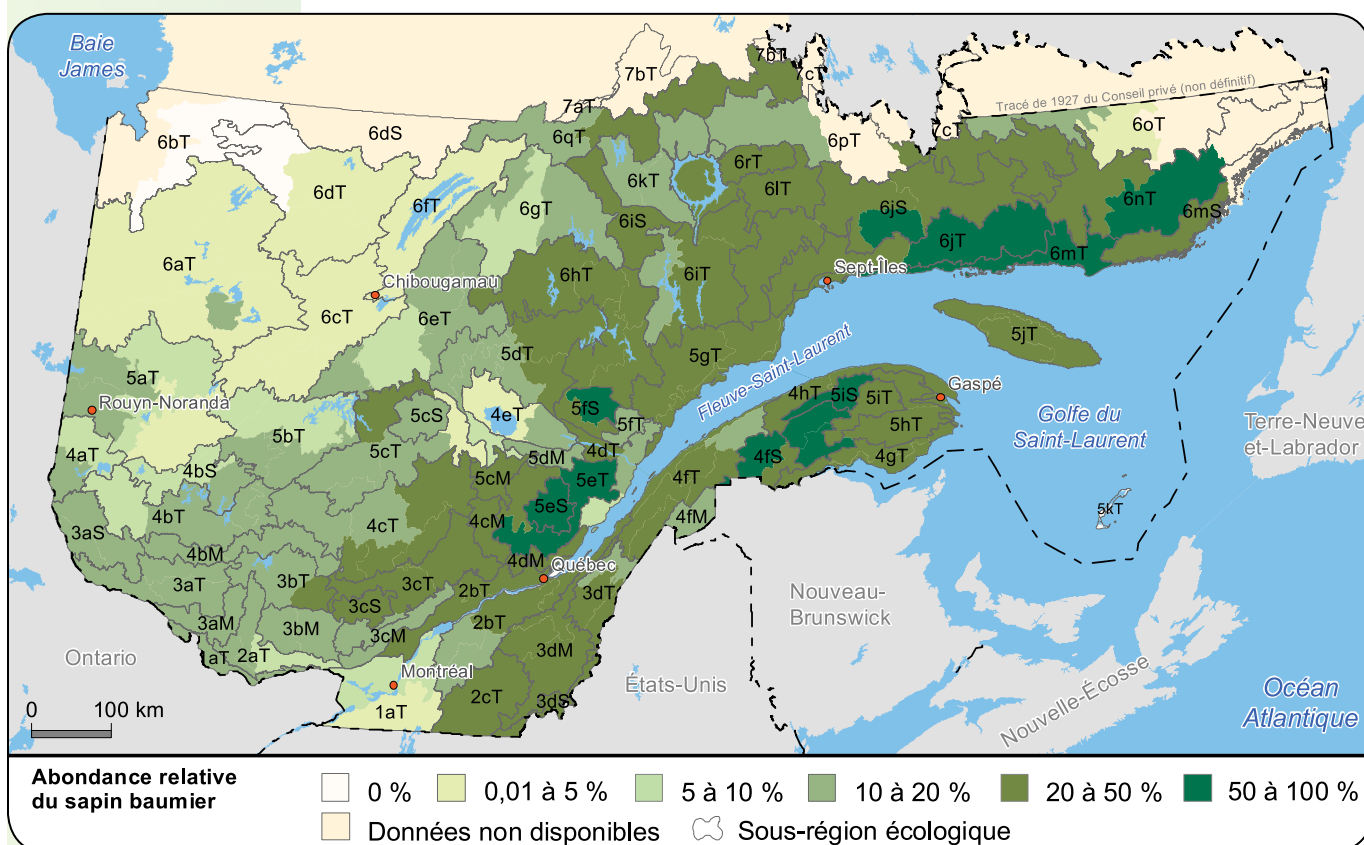 Baie
James
7bT
7bT
7cT
7aT
Tracé de 1927 du Conseil privé (non définitif)
6bT
6dS
6qT
6pT
7cT
6oT
6dT
6fT
6gT
6kT
6rT
6lT
6nT
6iS
6jS
6mS
6aT
6hT
6iT
6jT
6mT
Chibougamau
Sept-Îles
6cT
6eT
5jT
5dT
5gT
Fleuve-Saint-Laurent
5aT
Rouyn-Noranda
5cS
4eT
5fS
5fT
4hT
5iS
5iT
Gaspé
5hT
Golfe du
Saint-Laurent
Terre-Neuve
et-Labrador
5bT
5cT
5dM
4dT
4aT
4bS
5cM
5eT
4fT
4fS
4gT
5eS
4bT
4cT
4cM
4fM
5kT
3aS
4bM
4dM
Québec
3aT
3bT
3cT
2bT
3dT
3cS
Nouveau-
Brunswick
3aM
3bM
3cM
2bT
1aT
2aT
3dM
Ontario
Montréal
2cT
3dS
États-Unis
1aT
Nouvelle-Écosse
Océan
Atlantique
0
100 km
Abondance relative
du sapin baumier
0 %
0,01 à 5 %
5 à 10 %
10 à 20 %
20 à 50 %
50 à 100 %
Données non disponibles
Sous-région écologique